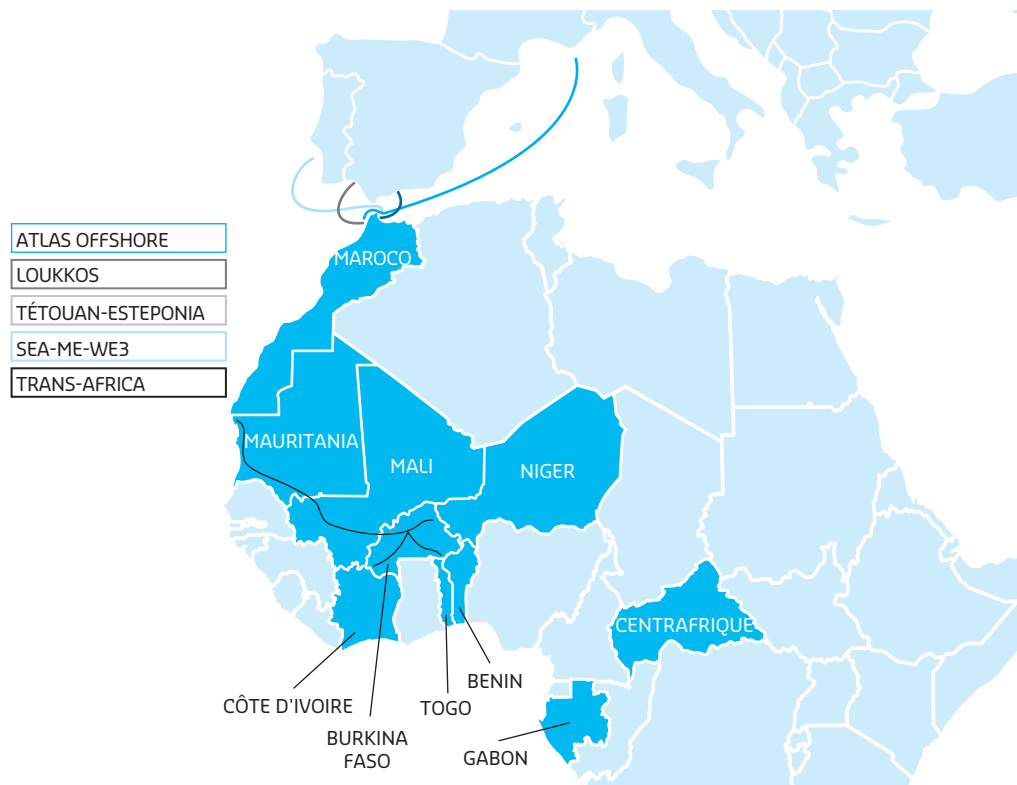 ATLAS OFFSHORE
LOUKKOS
TÉTOUAN-ESTEPONIA
SEA-ME-WE3
TRANS-AFRICA
MAROCO
MAURITANIA
MALI
NIGER
CENTRAFRIQUE
CÔTE D'IVOIRE
BURKINA
FASO
TOGO
BENIN
GABON